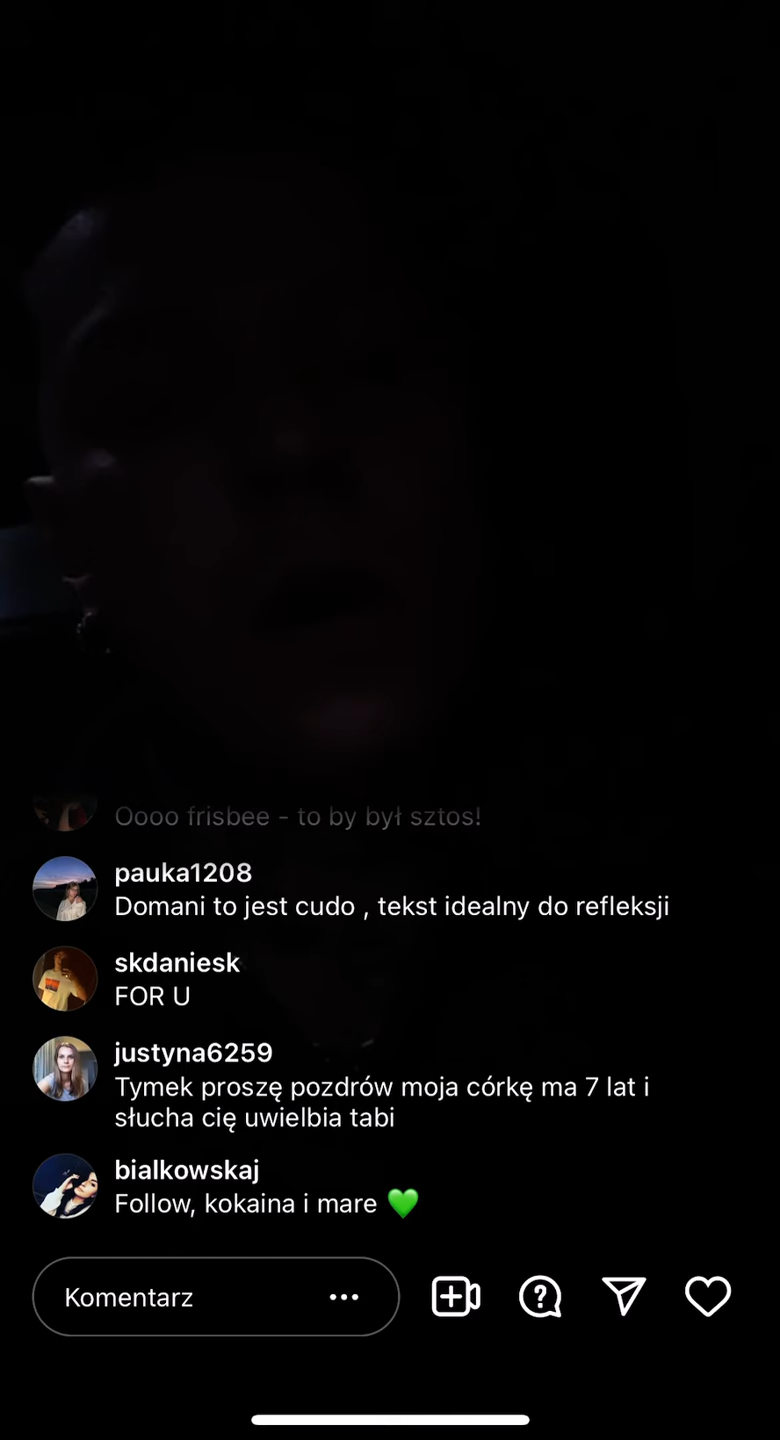 Oooo frisbee - to by był sztos!
pauka1208
Domani to jest cudo , tekst idealny do refleksji
skdaniesk
FOR U
justyna6259
Tymek proszę pozdrów moja córkę ma 7 lat i
słucha cię uwielbia tabi
bialkowskaj
Follow, kokaina i mare 💚
Komentarz